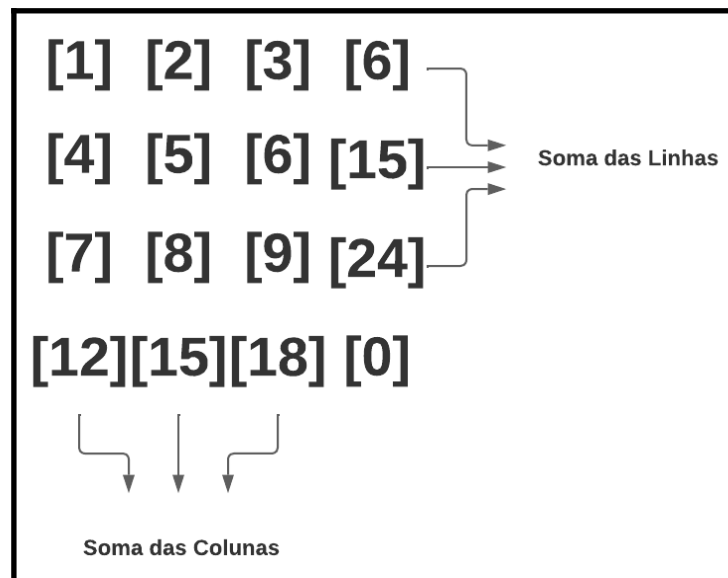 [1] [2] [3] [6]
[4] [5] [6] [15]
Soma das Linhas
[7] [8] [9] [24]
[12] [15] [18] [0]
Soma das Colunas